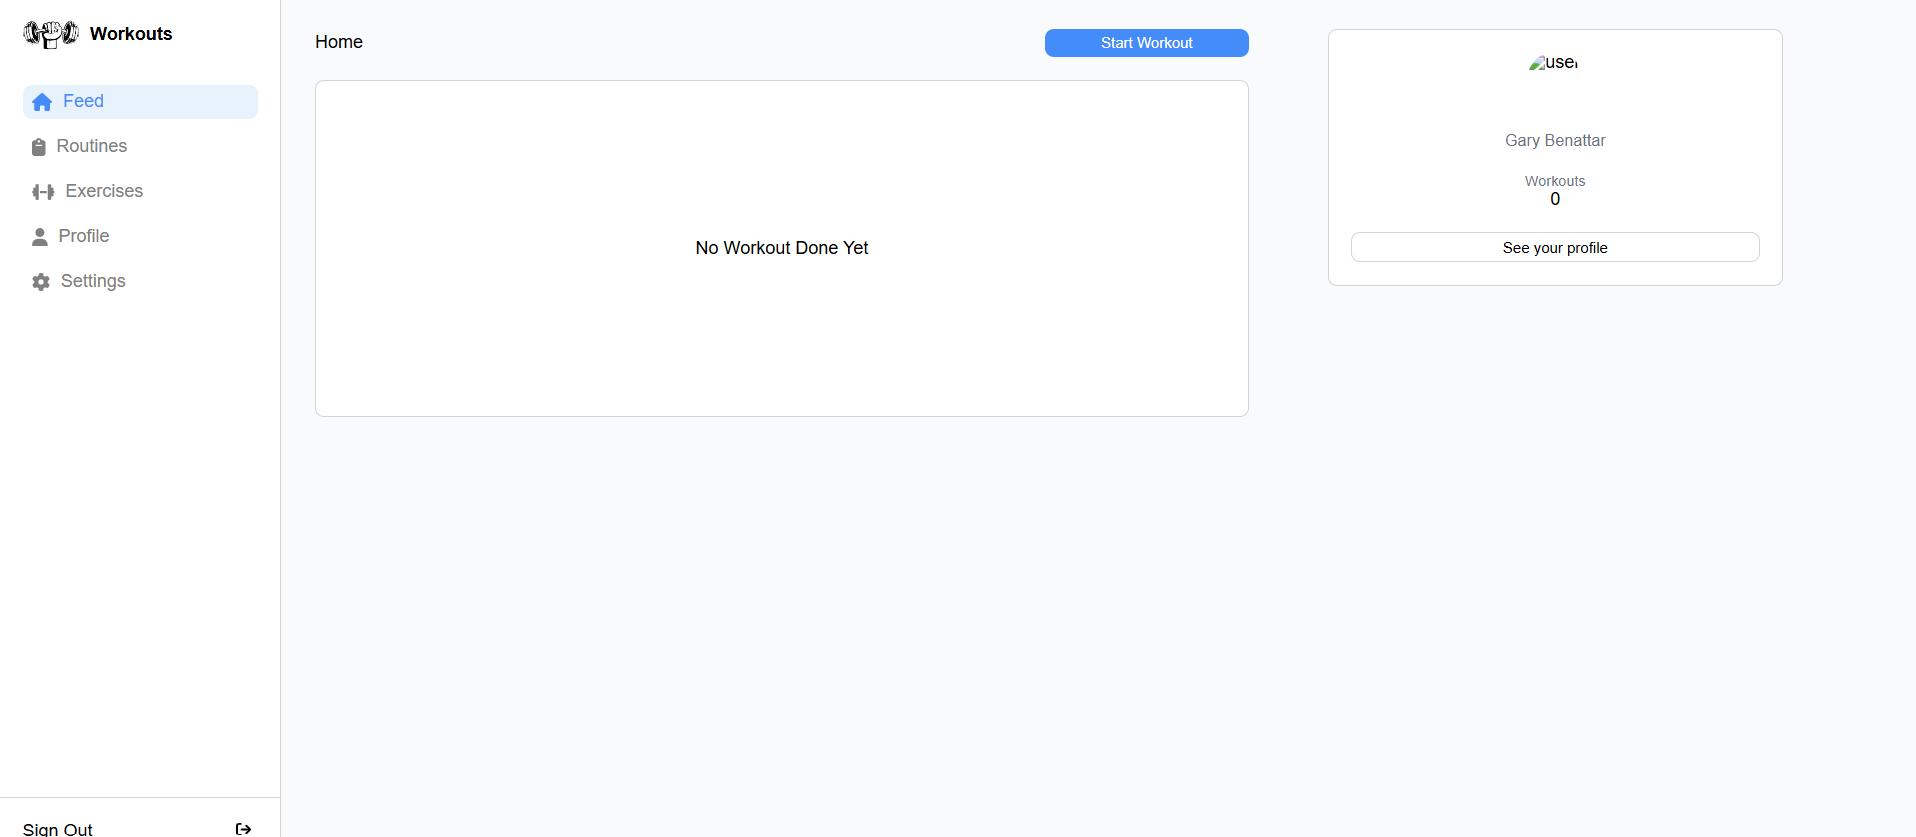 Workouts
Feed
Routines
Exercises
Profile
Settings
Sign Out
Home
Start Workout
No Workout Done Yet
user
Gary Benattar
Workouts
0
See your profile